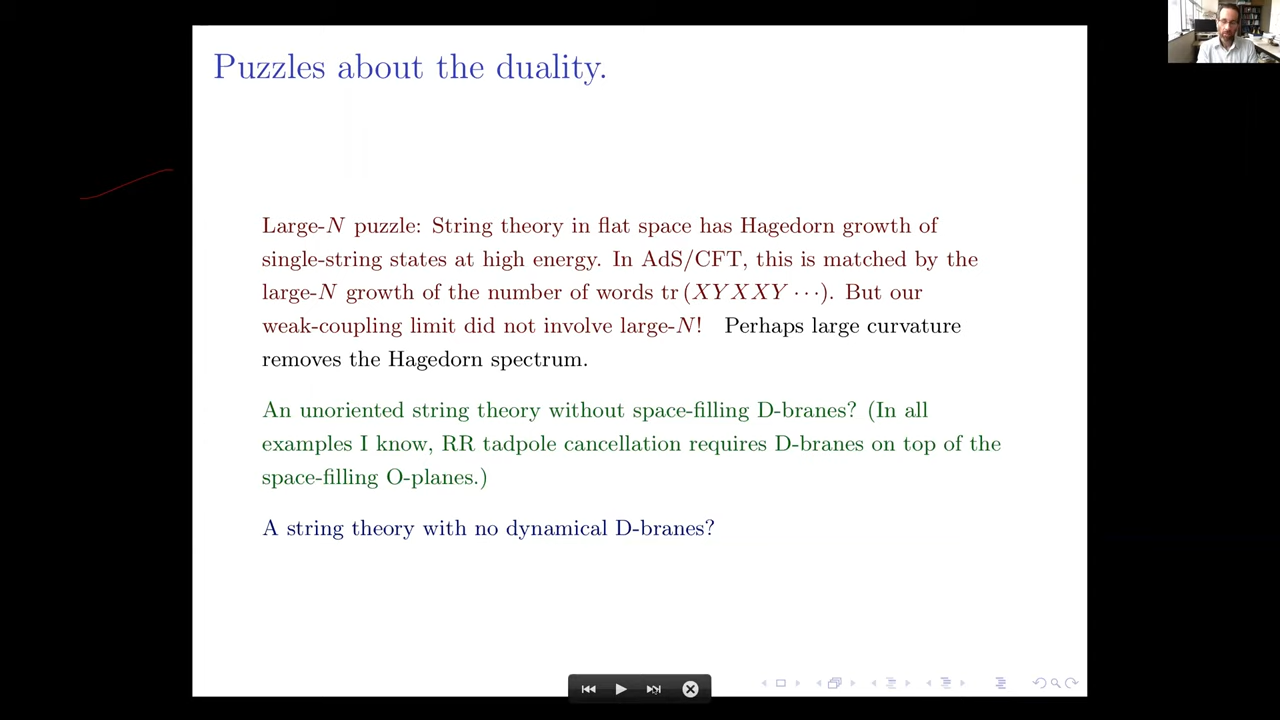 Puzzles about the duality.
Large-N puzzle: String theory in flat space has Hagedorn growth of
single-string states at high energy. In AdS/CFT, this is matched by the
large-N growth of the number of words tr (XYXXY ···). But our
weak-coupling limit did not involve large-N! Perhaps large curvature
removes the Hagedorn spectrum.
An unoriented string theory without space-filling D-branes? (In all
examples I know, RR tadpole cancellation requires D-branes on top of the
space-filling O-planes.)
A string theory with no dynamical D-branes?